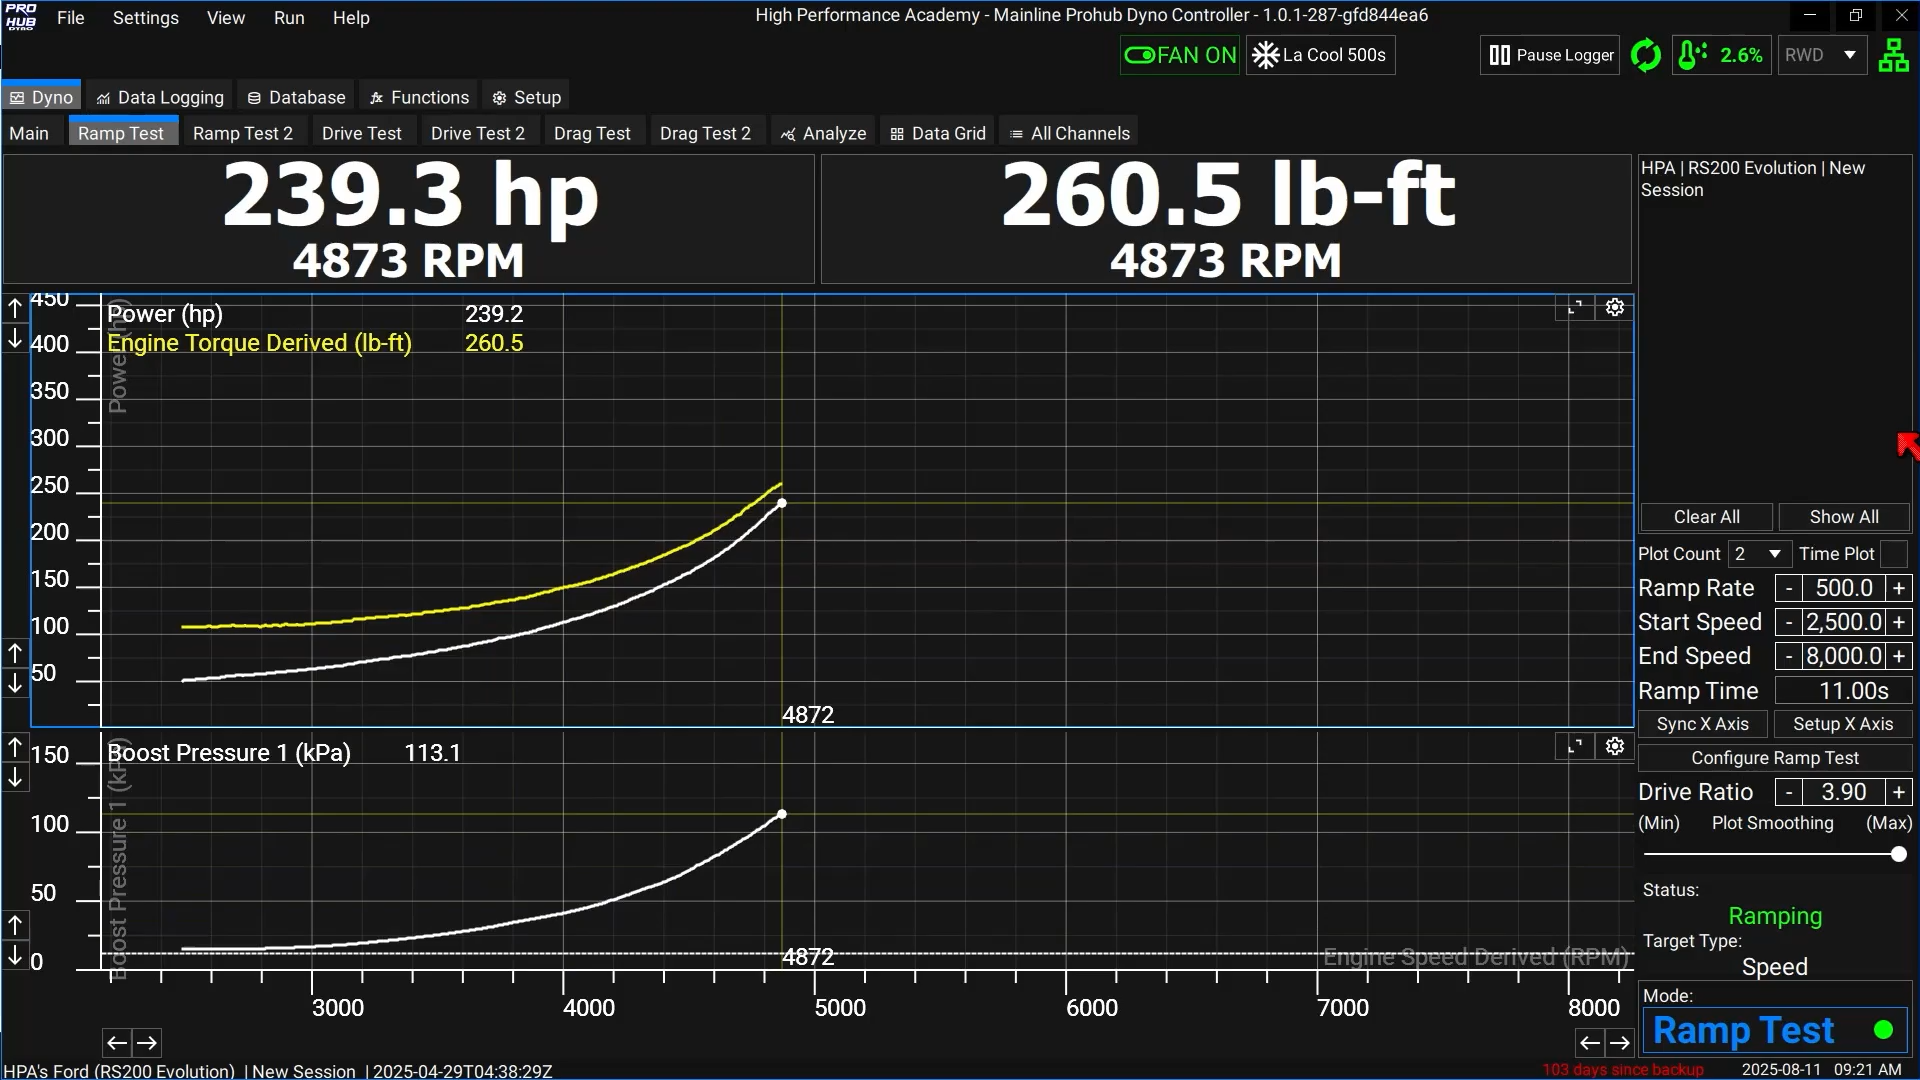 PRO HUB DYNO
File Settings View Run Help
High Performance Academy - Mainline Prohub Dyno Controller - 1.0.1-287-gfd844ea6
FAN ON La Cool 500s Pause Logger 2.6% RWD
Dyno Data Logging Database Functions Setup
Main Ramp Test Ramp Test 2 Drive Test Drive Test 2 Drag Test Drag Test 2 Analyze Data Grid All Channels
239.3 hp
4873 RPM
260.5 lb-ft
4873 RPM
HPA | RS200 Evolution | New
Session
450
400
350
300
250
200
150
100
50
Power (hp)
Power (hp) 239.2
Engine Torque Derived (lb-ft) 260.5
4872
150
100
50
0
Boost Pressure 1 (kPa)
Boost Pressure 1 (kPa) 113.1
4872
Engine Speed Derived (RPM)
3000 4000 5000 6000 7000 8000
Clear All Show All
Plot Count 2 Time Plot
Ramp Rate - 500.0 +
Start Speed - 2,500.0 +
End Speed - 8,000.0 +
Ramp Time 11.00s
Sync X Axis Setup X Axis
Configure Ramp Test
Drive Ratio - 3.90 +
(Min) Plot Smoothing (Max)
Status:
Ramping
Target Type:
Speed
Mode:
Ramp Test
HPA's Ford (RS200 Evolution) | New Session | 2025-04-29T04:38:29Z
103 days since backup 2025-08-11 09:21 AM